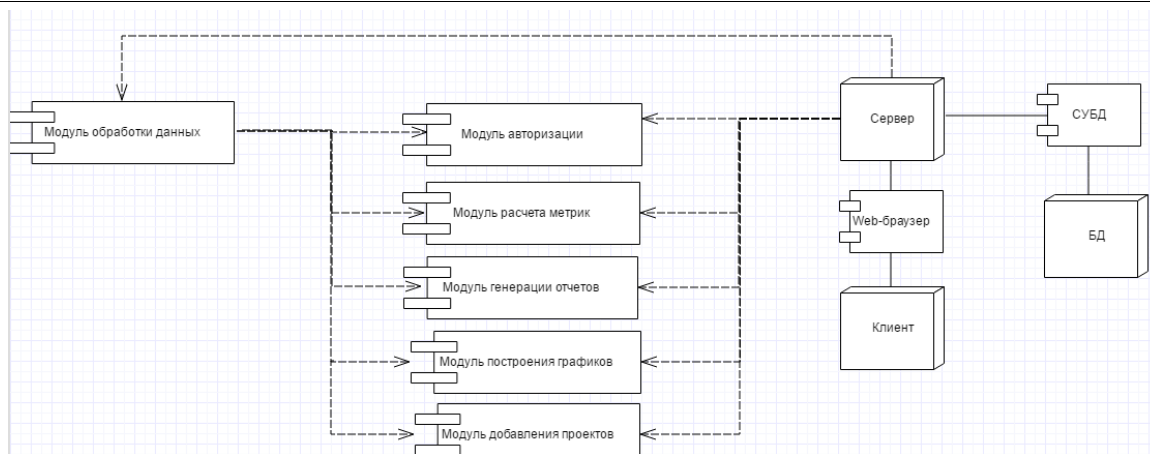 Модуль обработки данных
Модуль авторизации
Модуль расчета метрик
Модуль генерации отчетов
Модуль построения графиков
Модуль добавления проектов
Сервер
СУБД
Web-браузер
БД
Клиент